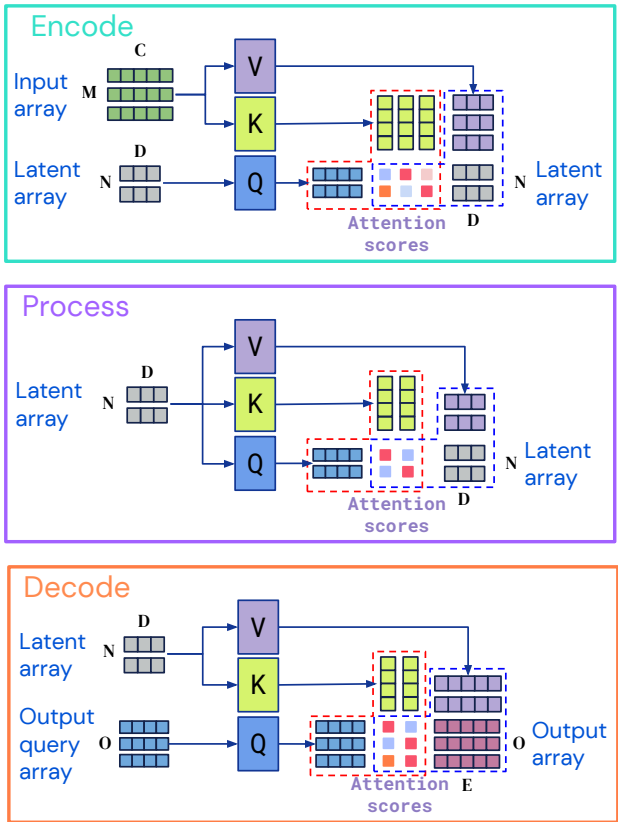 Encode
C
Input
array
M
V
K
D
Latent
array
N
Q
N
Latent
array
D
Attention
scores
Process
V
D
Latent
array
N
K
Q
N
Latent
array
D
Attention
scores
Decode
D
Latent
array
N
V
K
Output
query
array
O
Q
O
Output
array
E
Attention
scores